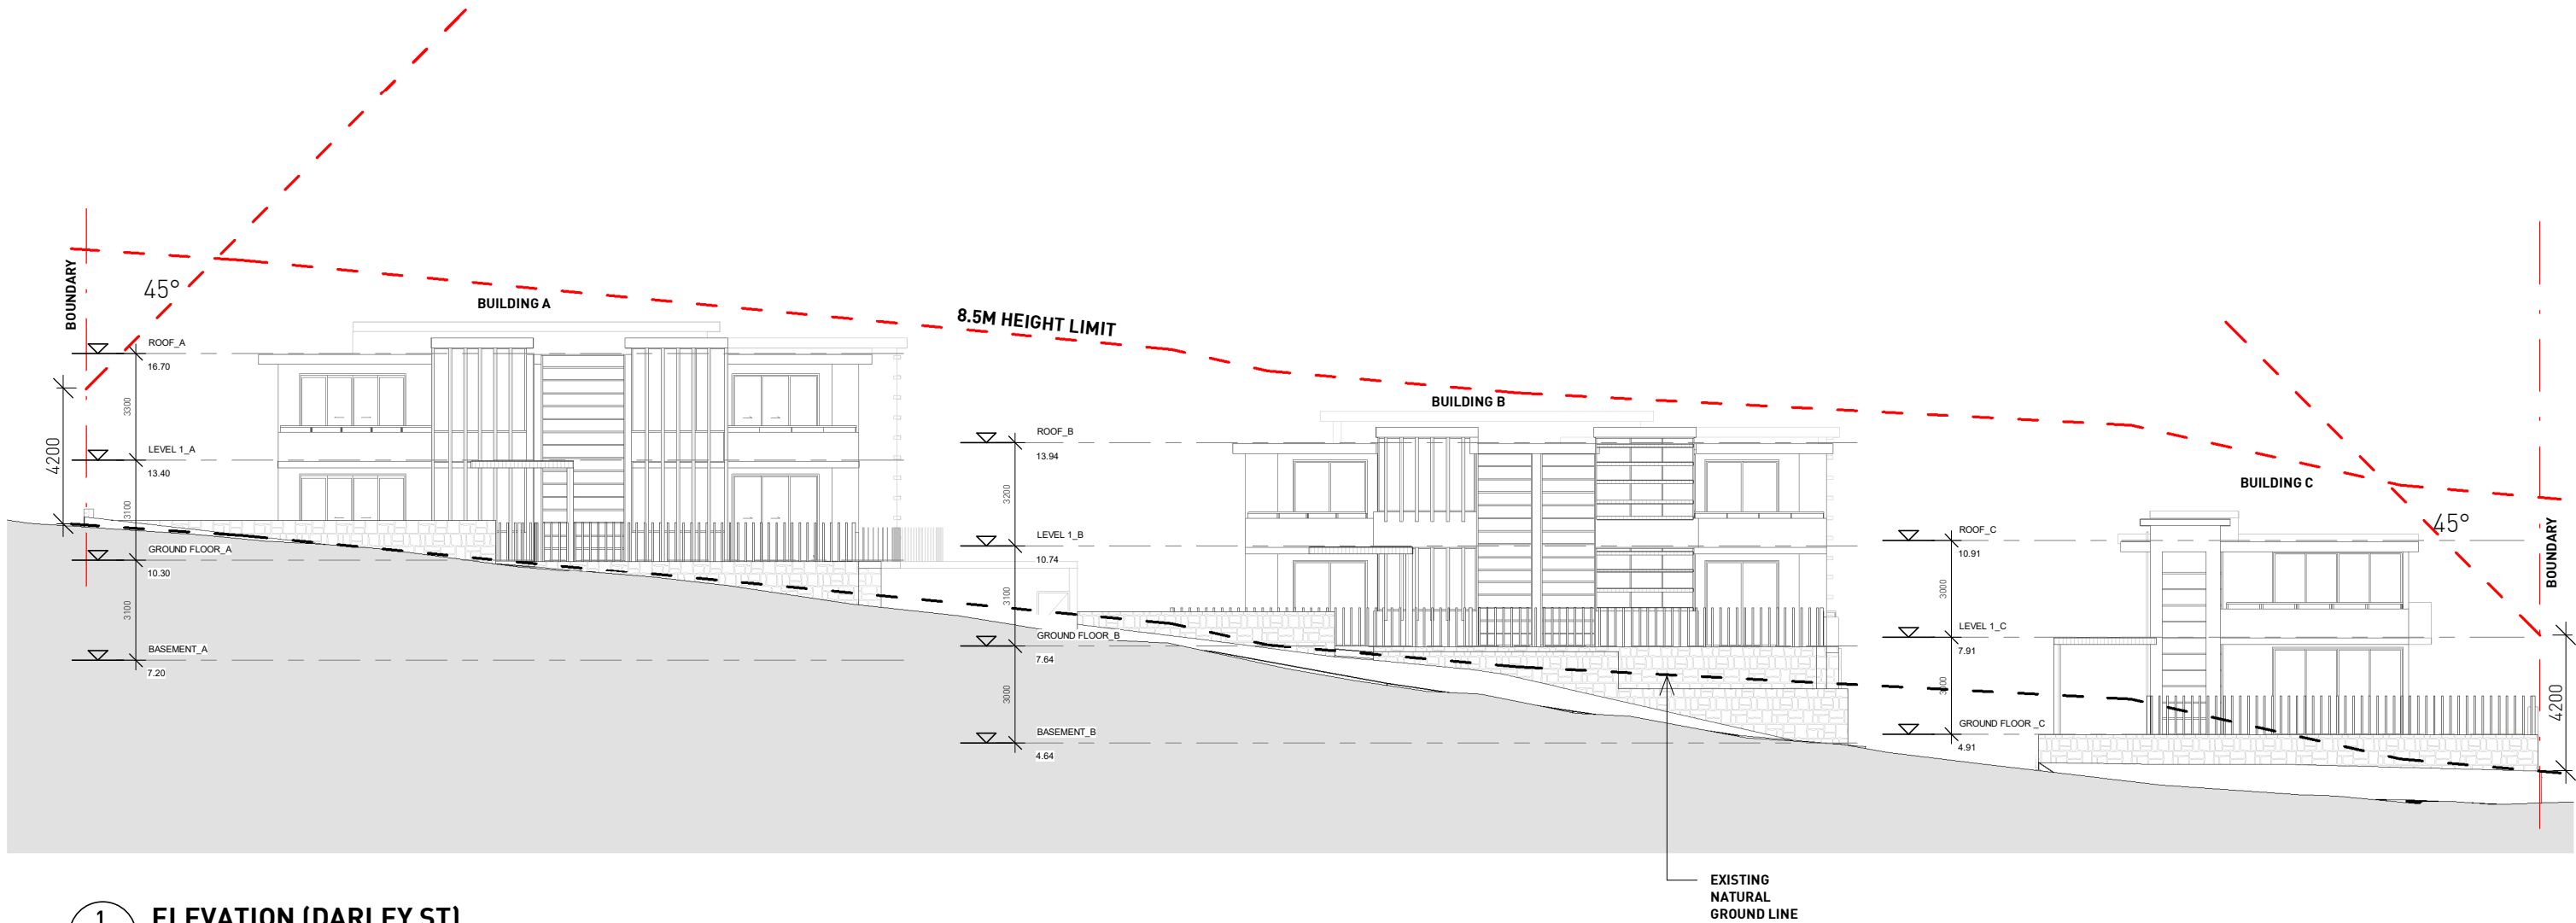 BOUNDARY
45°
BUILDING A
8.5M HEIGHT LIMIT
ROOF_A
16.70
3300
4200
LEVEL 1_A
13.40
3100
GROUND FLOOR_A
10.30
3100
BASEMENT_A
7.20
BUILDING B
ROOF_B
13.94
3200
LEVEL 1_B
10.74
3100
GROUND FLOOR_B
7.64
3000
BASEMENT_B
4.64
BUILDING C
45°
BOUNDARY
ROOF_C
10.91
3000
LEVEL 1_C
7.91
3000
GROUND FLOOR _C
4.91
4200
EXISTING
NATURAL
GROUND LINE
1
ELEVATION (DARLEY ST)